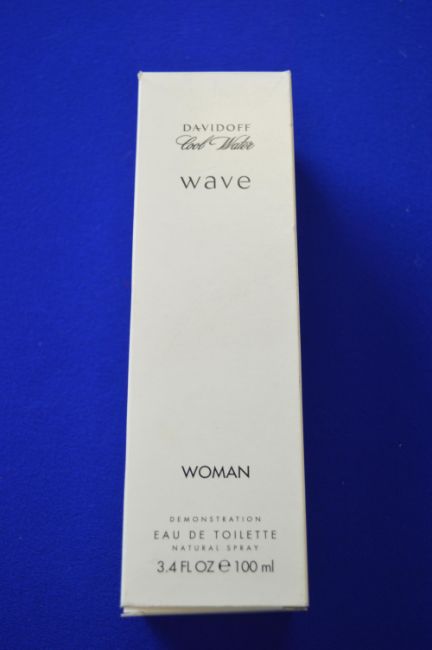 DAVIDOFF
Cool Water
wave
WOMAN
DEMONSTRATION
EAU DE TOILETTE
NATURAL SPRAY
3.4 FL OZ ℮ 100 ml